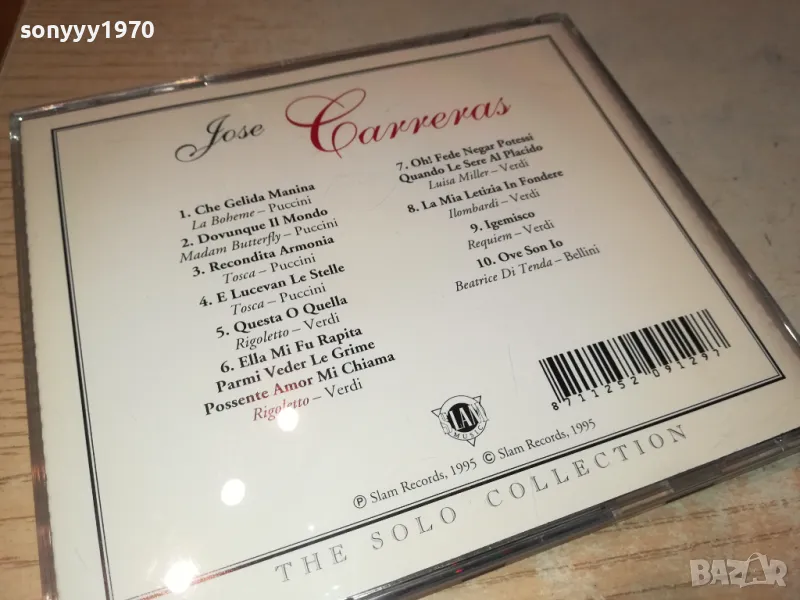 sonyyy1970
Jose Carreras
1. Che Gelida Manina
La Boheme – Puccini
2. Dovunque Il Mondo
Madam Butterfly – Puccini
3. Recondita Armonia
Tosca – Puccini
4. E Lucevan Le Stelle
Tosca – Puccini
5. Questa O Quella
Rigoletto – Verdi
6. Ella Mi Fu Rapita
Parmi Veder Le Grime
Possente Amor Mi Chiama
Rigoletto – Verdi
7. Oh! Fede Negar Potessi
Quando Le Sere Al Placido
Luisa Miller – Verdi
8. La Mia Letizia In Fondere
Ilombardi – Verdi
9. Igemisco
Requiem – Verdi
10. Ove Son Io
Beatrice Di Tenda – Bellini
8 711252 091297
MUSIC
℗ Slam Records, 1995 © Slam Records, 1995
THE SOLO COLLECTION
BAZAR